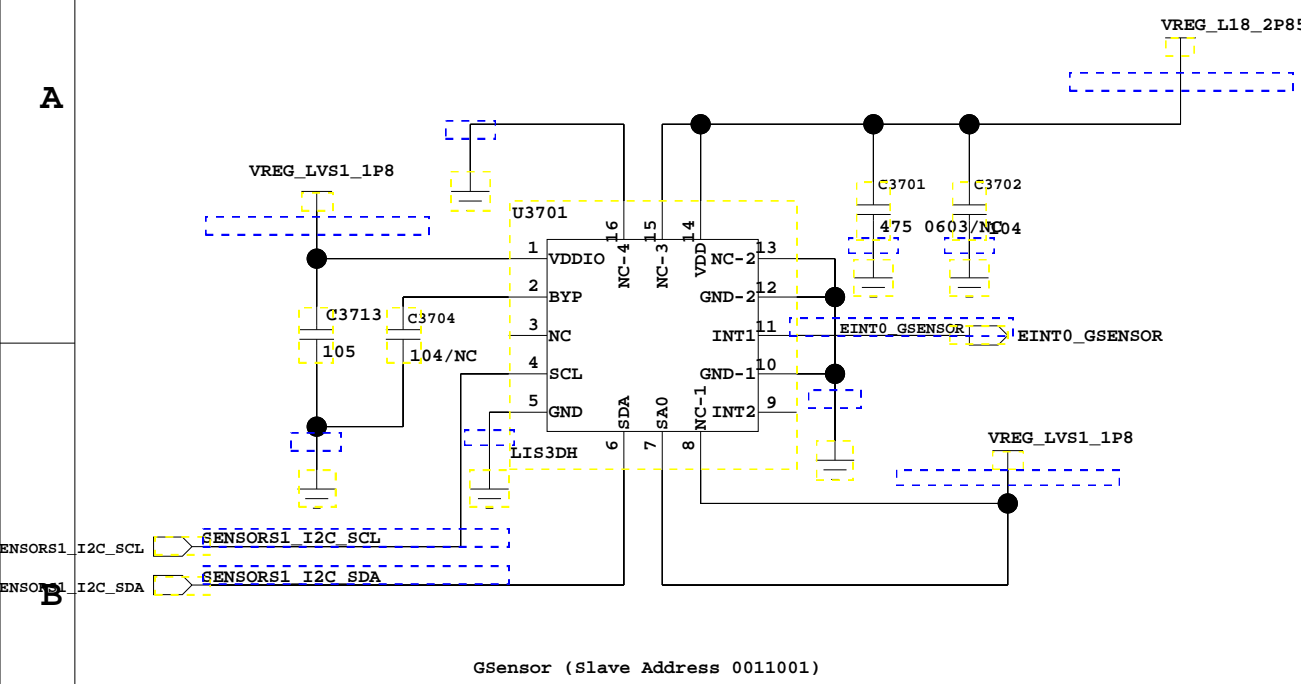 VREG_L18_2P85
A
VREG_LVS1_1P8
C3701
C3702
U3701
475 0603/NC
104
16
15
14
1
VDDIO
NC-4
NC-3
VDD
NC-2
13
2
BYP
GND-2
12
C3713
C3704
3
NC
INT1
11
EINT0_GSENSOR
EINT0_GSENSOR
105
104/NC
4
SCL
GND-1
10
5
GND
SDA
SA0
NC-1
INT2
9
6
7
8
LIS3DH
VREG_LVS1_1P8
ENSORS1_I2C_SCL
SENSORS1_I2C_SCL
ENSORS1_I2C_SDA
SENSORS1_I2C_SDA
B
GSensor (Slave Address 0011001)